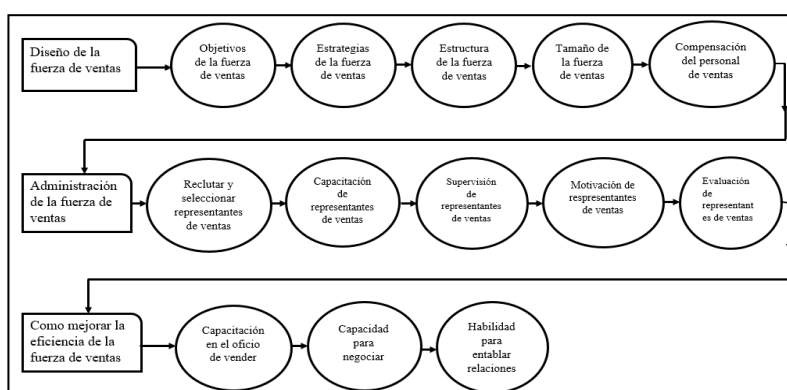 Diseño de la
fuerza de ventas
Objetivos
de la fuerza
de ventas
Estrategias
de la fuerza
de ventas
Estructura
de la fuerza
de ventas
Tamaño de
la fuerza
de ventas
Compensación
del personal
de ventas
Administración
de la fuerza de
ventas
Reclutar y
seleccionar
representantes
de ventas
Capacitación
de
representantes
de ventas
Supervisión
de
representantes
de ventas
Motivación de
respresentantes
de ventas
Evaluación
de
representant
es de ventas
Como mejorar la
eficiencia de la
fuerza de ventas
Capacitación
en el oficio
de vender
Capacidad
para
negociar
Habilidad
para
entablar
relaciones